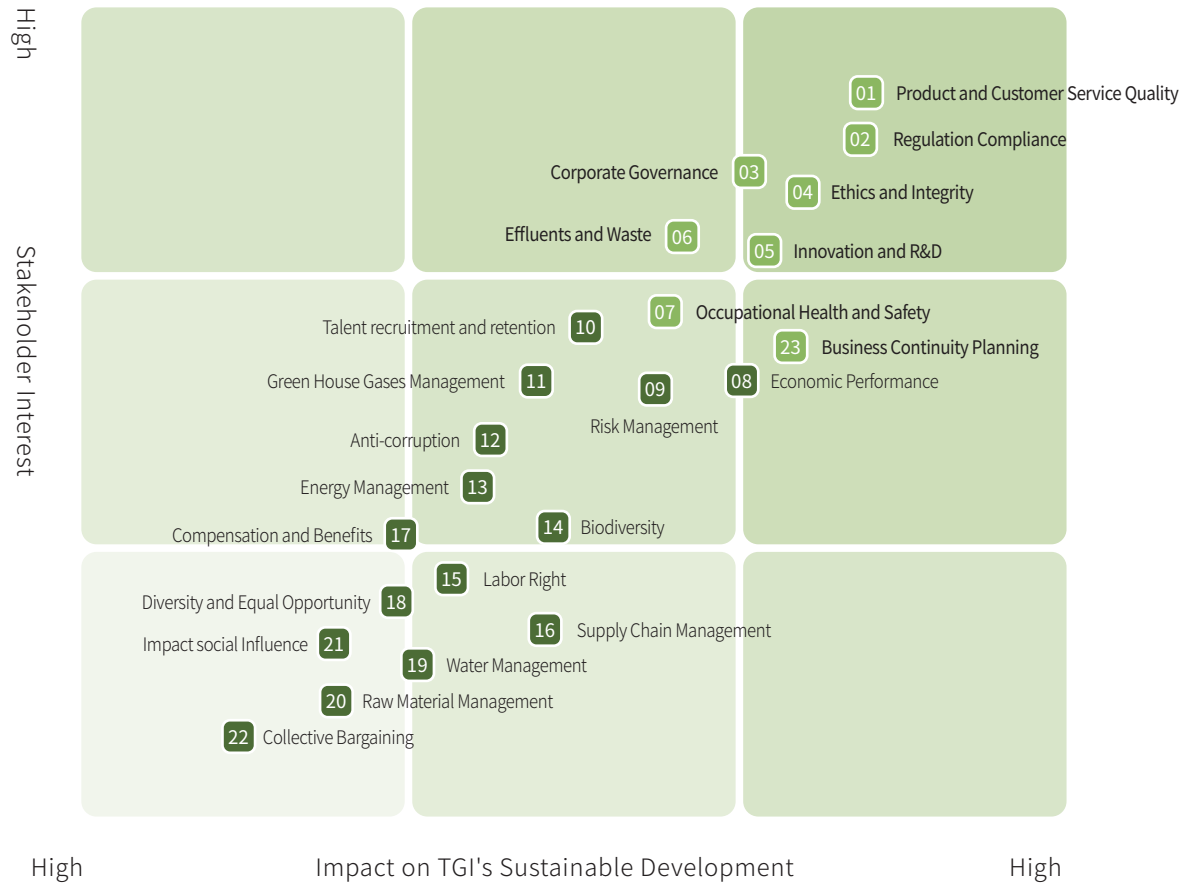 High
Stakeholder Interest
01 Product and Customer Service Quality
02 Regulation Compliance
Corporate Governance 03
04 Ethics and Integrity
Effluents and Waste 06
05 Innovation and R&D
07 Occupational Health and Safety
Talent recruitment and retention 10
23 Business Continuity Planning
Green House Gases Management 11
09
Risk Management
08 Economic Performance
Anti-corruption 12
Energy Management 13
14 Biodiversity
Compensation and Benefits 17
15 Labor Right
Diversity and Equal Opportunity 18
16 Supply Chain Management
Impact social Influence 21
19 Water Management
20 Raw Material Management
22 Collective Bargaining
High
Impact on TGI's Sustainable Development
High